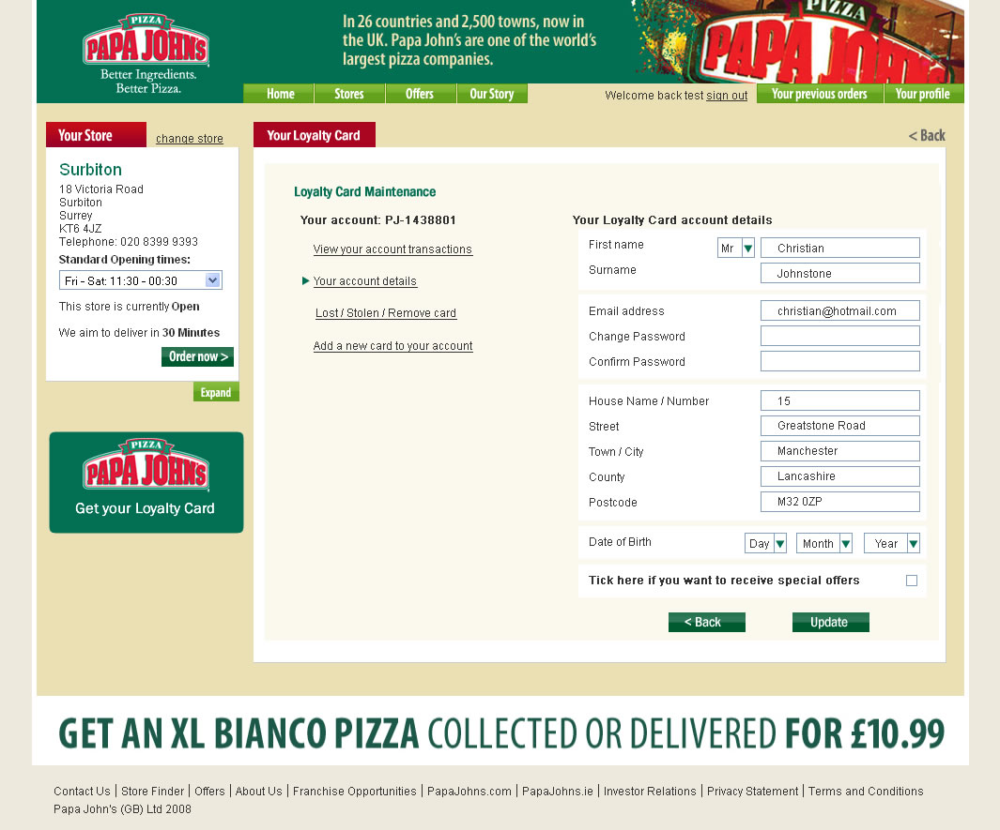 PIZZA
PAPA JOHNS
Better Ingredients.
Better Pizza.
In 26 countries and 2,500 towns, now in
the UK. Papa John's are one of the world's
largest pizza companies.
PIZZA
PAPA JOHNS
Home Stores Offers Our Story
Welcome back test sign out
Your previous orders Your profile
Your Store change store
Surbiton
18 Victoria Road
Surbiton
Surrey
KT6 4JZ
Telephone: 020 8399 9393
Standard Opening times:
Fri - Sat: 11:30 - 00:30
This store is currently Open
We aim to deliver in 30 Minutes
Order now >
Expand
PIZZA
PAPA JOHNS
Get your Loyalty Card
Your Loyalty Card
< Back
Loyalty Card Maintenance
Your account: PJ-1438801
View your account transactions
Your account details
Lost / Stolen / Remove card
Add a new card to your account
Your Loyalty Card account details
First name Mr Christian
Surname Johnstone
Email address christian@hotmail.com
Change Password
Confirm Password
House Name / Number 15
Street Greatstone Road
Town / City Manchester
County Lancashire
Postcode M32 0ZP
Date of Birth Day Month Year
Tick here if you want to receive special offers
< Back Update
GET AN XL BIANCO PIZZA COLLECTED OR DELIVERED FOR £10.99
Contact Us | Store Finder | Offers | About Us | Franchise Opportunities | PapaJohns.com | PapaJohns.ie | Investor Relations | Privacy Statement | Terms and Conditions
Papa John's (GB) Ltd 2008